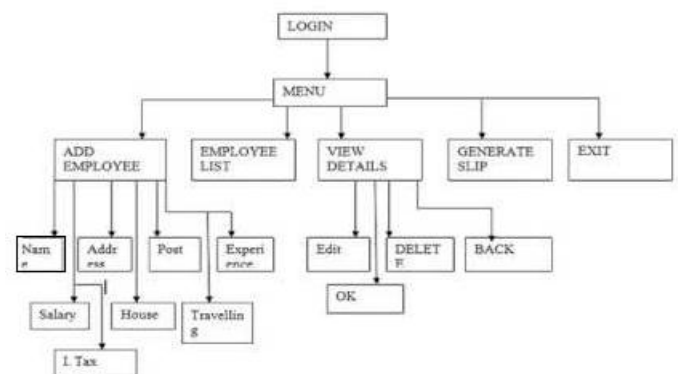 LOGIN
MENU
ADD
EMPLOYEE
EMPLOYEE
LIST
VIEW
DETAILS
GENERATE
SLIP
EXIT
Nam
e
Addr
ess
Post
Experi
ence
Edit
DELET
E
BACK
OK
Salary
House
Travellin
g
I. Tax